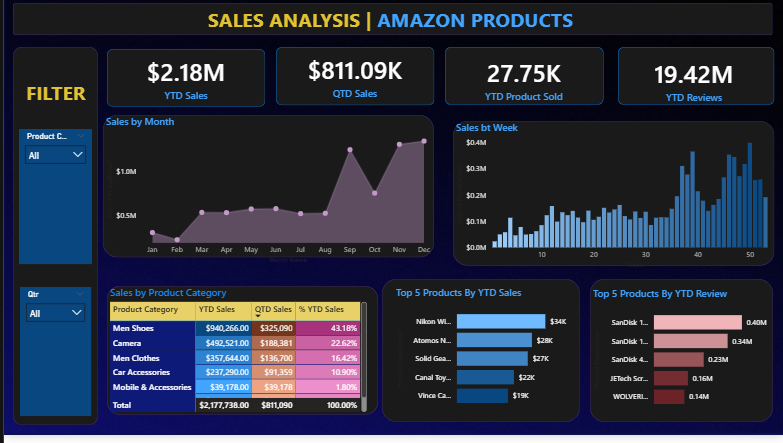 SALES ANALYSIS | AMAZON PRODUCTS
FILTER
Product C...
All
Qtr
All
$2.18M
YTD Sales
$811.09K
QTD Sales
27.75K
YTD Product Sold
19.42M
YTD Reviews
Sales by Month
$1.0M
$0.5M
Jan Feb Mar Apr May Jun Jul Aug Sep Oct Nov Dec
Sales bt Week
$0.4M
$0.3M
$0.2M
$0.1M
$0.0M
10 20 30 40 50
Sales by Product Category
Product Category YTD Sales QTD Sales % YTD Sales
Men Shoes $940,266.00 $325,090 43.18%
Camera $492,521.00 $188,381 22.62%
Men Clothes $357,644.00 $136,700 16.42%
Car Accessories $237,290.00 $91,359 10.90%
Mobile & Accessories $39,178.00 $39,178 1.80%
Total $2,177,738.00 $811,090 100.00%
Top 5 Products By YTD Sales
Nikon Wi... $34K
Atomos N... $28K
Solid Gea... $27K
Canal Toy... $22K
Vince Ca... $19K
Top 5 Products By YTD Review
SanDisk 1... 0.40M
SanDisk 1... 0.34M
SanDisk 4... 0.23M
JETech Scr... 0.16M
WOLVERI... 0.14M